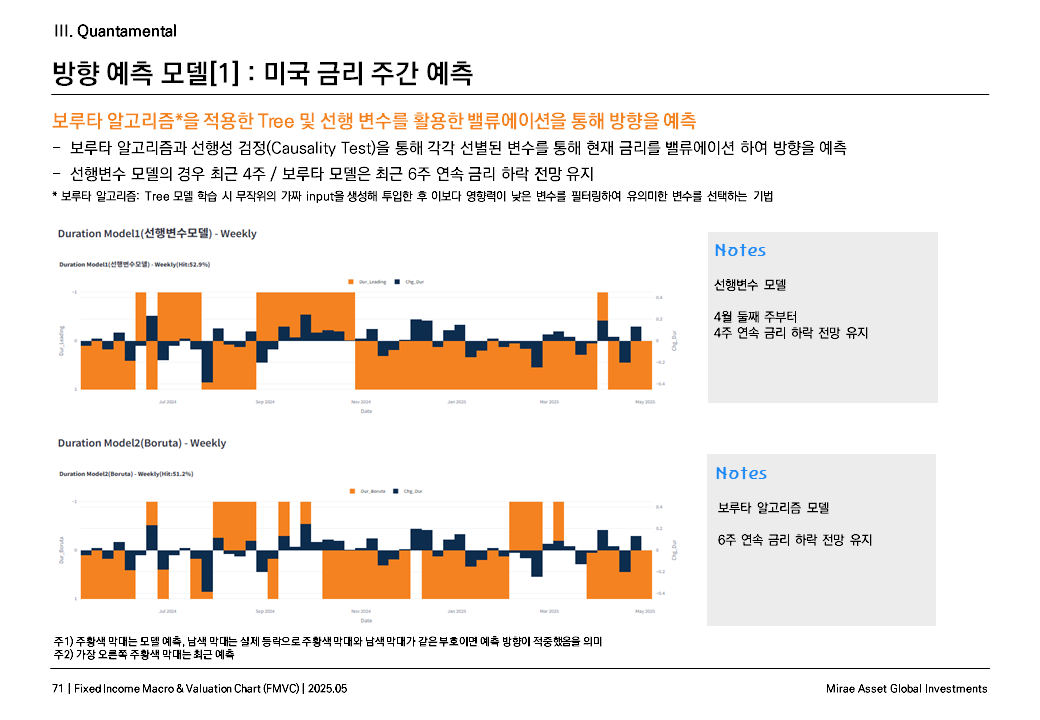 III. Quantamental
방향 예측 모델[1] : 미국 금리 주간 예측
보루타 알고리즘*을 적용한 Tree 및 선행 변수를 활용한 밸류에이션을 통해 방향을 예측
- 보루타 알고리즘과 선행성 검정(Causality Test)을 통해 각각 선별된 변수를 통해 현재 금리를 밸류에이션 하여 방향을 예측
- 선행변수 모델의 경우 최근 4주 / 보루타 모델은 최근 6주 연속 금리 하락 전망 유지
* 보루타 알고리즘: Tree 모델 학습 시 무작위의 가짜 input을 생성해 투입한 후 이보다 영향력이 낮은 변수를 필터링하여 유의미한 변수를 선택하는 기법
Duration Model1(선행변수모델) - Weekly
Duration Model1(선행변수모델) - Weekly(Hit:52.9%)
Dur_Leading Chg_Dur
-1
0
1
Dur_Leading
0.4
0.2
0
-0.2
-0.4
Chg_Dur
Jul 2024 Sep 2024 Nov 2024 Jan 2025 Mar 2025 May 2025
Date
Notes
선행변수 모델
4월 둘째 주부터
4주 연속 금리 하락 전망 유지
Duration Model2(Boruta) - Weekly
Duration Model2(Boruta) - Weekly(Hit:51.2%)
Dur_Boruta Chg_Dur
-1
0
1
Dur_Boruta
0.4
0.2
0
-0.2
-0.4
Chg_Dur
Jul 2024 Sep 2024 Nov 2024 Jan 2025 Mar 2025 May 2025
Date
Notes
보루타 알고리즘 모델
6주 연속 금리 하락 전망 유지
주1) 주황색 막대는 모델 예측, 남색 막대는 실제 등락으로 주황색 막대와 남색 막대가 같은 부호이면 예측 방향이 적중했음을 의미
주2) 가장 오른쪽 주황색 막대는 최근 예측
71 | Fixed Income Macro & Valuation Chart (FMVC) | 2025.05
Mirae Asset Global Investments